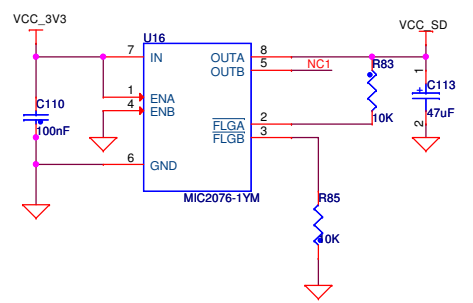 VCC_3V3
VCC_SD
U16
7 IN OUTA 8
OUTB 5 NC1
R83
1 ENA
4 ENB
C110
100nF
1
+
C113
47uF
2
10K
FLGA 2
FLGB 3
6 GND
MIC2076-1YM
R85
10K